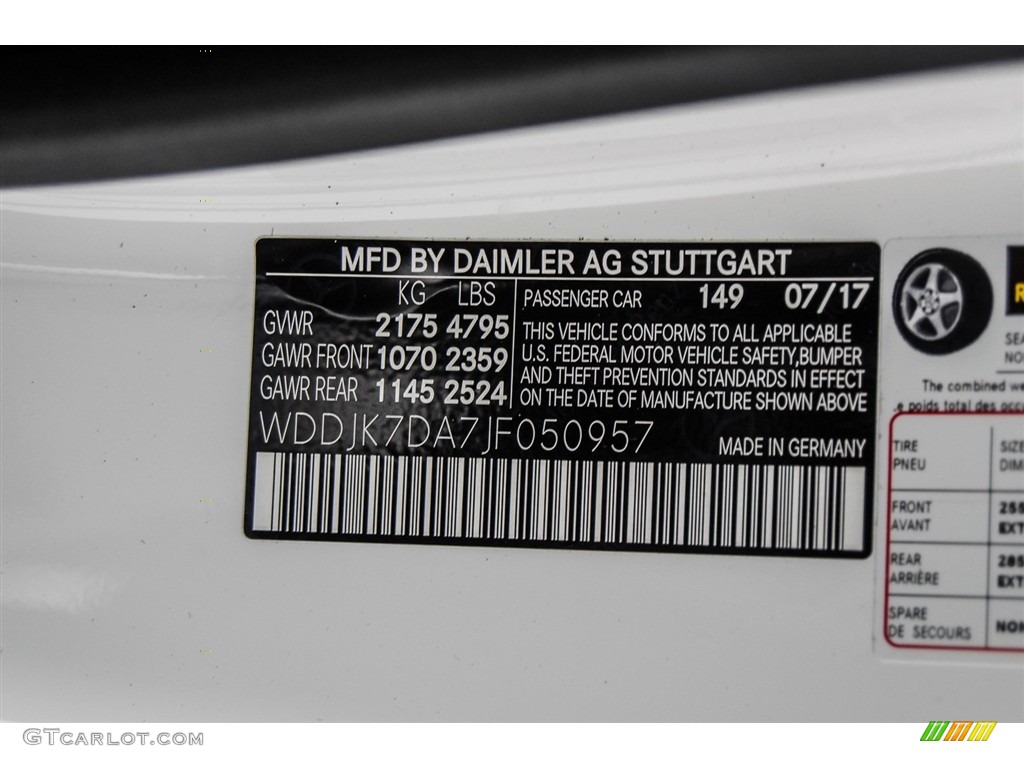 MFD BY DAIMLER AG STUTTGART
KG LBS
GVWR 2175 4795
GAWR FRONT 1070 2359
GAWR REAR 1145 2524
PASSENGER CAR 149 07/17
THIS VEHICLE CONFORMS TO ALL APPLICABLE
U.S. FEDERAL MOTOR VEHICLE SAFETY,BUMPER
AND THEFT PREVENTION STANDARDS IN EFFECT
ON THE DATE OF MANUFACTURE SHOWN ABOVE
WDDJK7DA7JF050957
MADE IN GERMANY
The combined
poids total des
TIRE
PNEU
FRONT
AVANT
REAR
ARRIÈRE
SPARE
DE SECOURS
GTCARLOT.COM